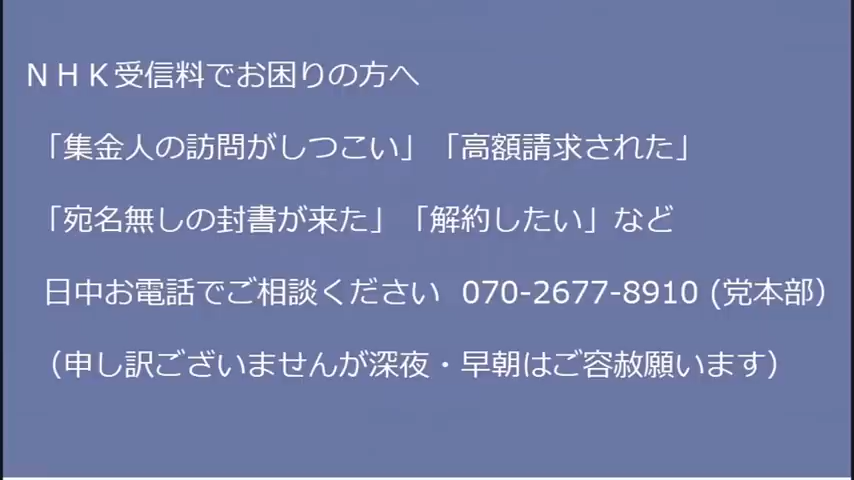 ＮＨＫ受信料でお困りの方へ
「集金人の訪問がしつこい」「高額請求された」
「宛名無しの封書が来た」「解約したい」など
日中お電話でご相談ください 070-2677-8910 (党本部）
（申し訳ございませんが深夜・早朝はご容赦願います）